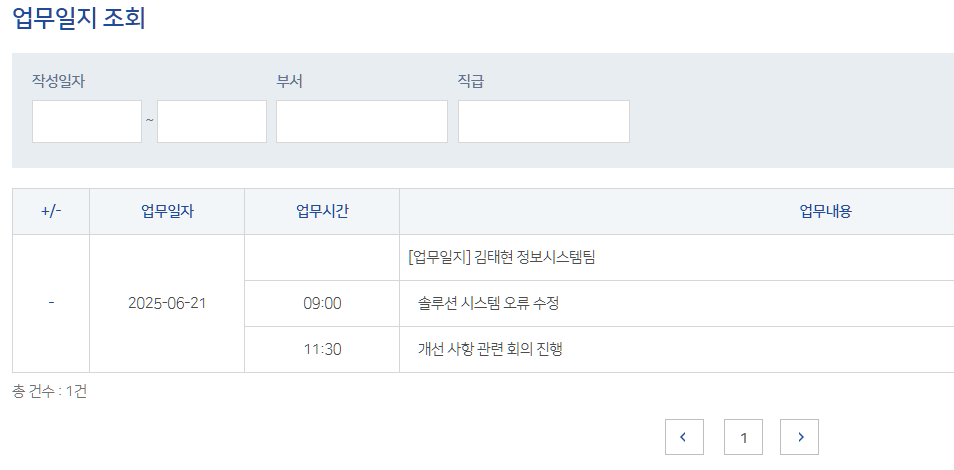 업무일지 조회
작성일자 부서 직급
~
+/- 업무일자 업무시간 업무내용
[업무일지] 김태현 정보시스템팀
- 2025-06-21 09:00 솔루션 시스템 오류 수정
11:30 개선 사항 관련 회의 진행
총 건수 : 1건
< 1 >